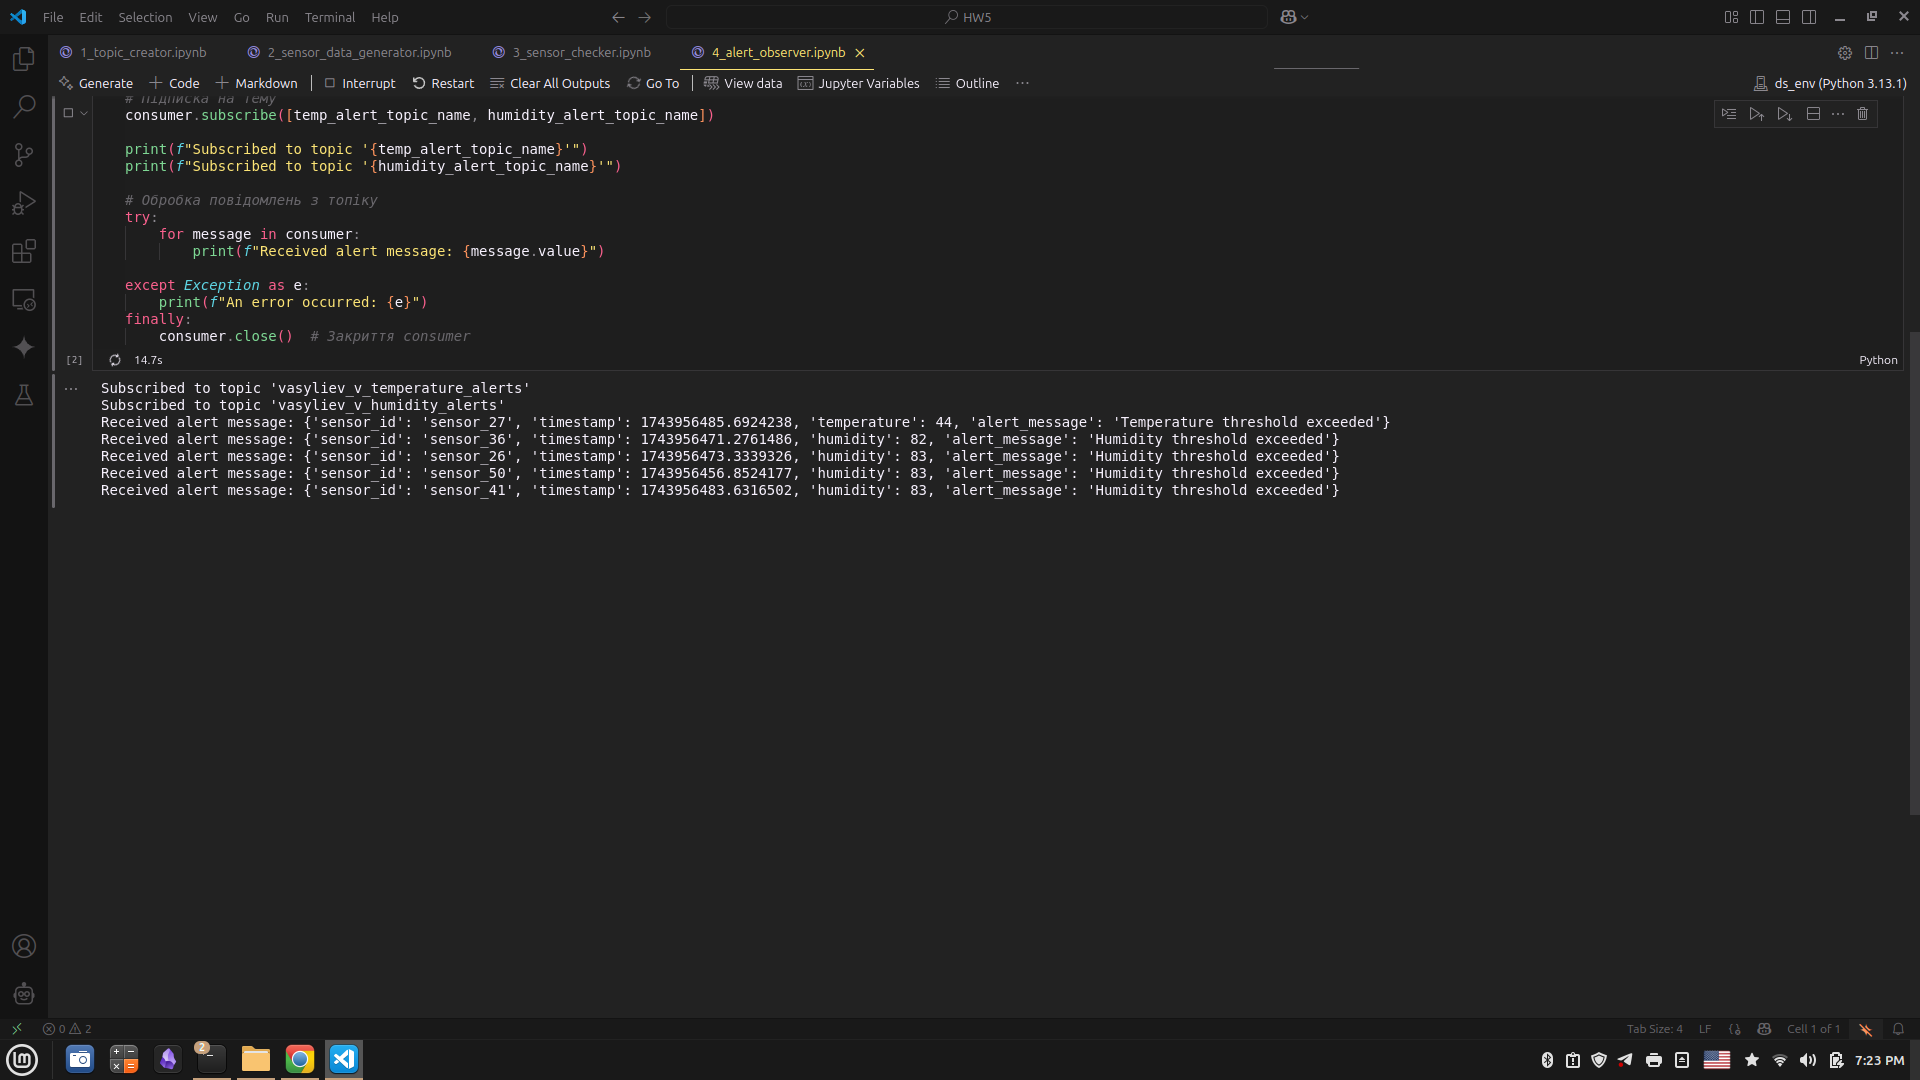 File Edit Selection View Go Run Terminal Help
HW5
1_topic_creator.ipynb 2_sensor_data_generator.ipynb 3_sensor_checker.ipynb 4_alert_observer.ipynb
Generate + Code + Markdown Interrupt Restart Clear All Outputs Go To View data Jupyter Variables Outline ... ds_env (Python 3.13.1)
# Підписка на тему
consumer.subscribe([temp_alert_topic_name, humidity_alert_topic_name])
print(f"Subscribed to topic '{temp_alert_topic_name}'")
print(f"Subscribed to topic '{humidity_alert_topic_name}'")
# Обробка повідомлень з топіку
try:
for message in consumer:
print(f"Received alert message: {message.value}")
except Exception as e:
print(f"An error occurred: {e}")
finally:
consumer.close()  # Закриття consumer
[2] 14.7s Python
Subscribed to topic 'vasyliev_v_temperature_alerts'
Subscribed to topic 'vasyliev_v_humidity_alerts'
Received alert message: {'sensor_id': 'sensor_27', 'timestamp': 1743956485.6924238, 'temperature': 44, 'alert_message': 'Temperature threshold exceeded'}
Received alert message: {'sensor_id': 'sensor_36', 'timestamp': 1743956471.2761486, 'humidity': 82, 'alert_message': 'Humidity threshold exceeded'}
Received alert message: {'sensor_id': 'sensor_26', 'timestamp': 1743956473.3339326, 'humidity': 83, 'alert_message': 'Humidity threshold exceeded'}
Received alert message: {'sensor_id': 'sensor_50', 'timestamp': 1743956456.8524177, 'humidity': 83, 'alert_message': 'Humidity threshold exceeded'}
Received alert message: {'sensor_id': 'sensor_41', 'timestamp': 1743956483.6316502, 'humidity': 83, 'alert_message': 'Humidity threshold exceeded'}
0 2 Tab Size: 4 LF Cell 1 of 1
2 7:23 PM